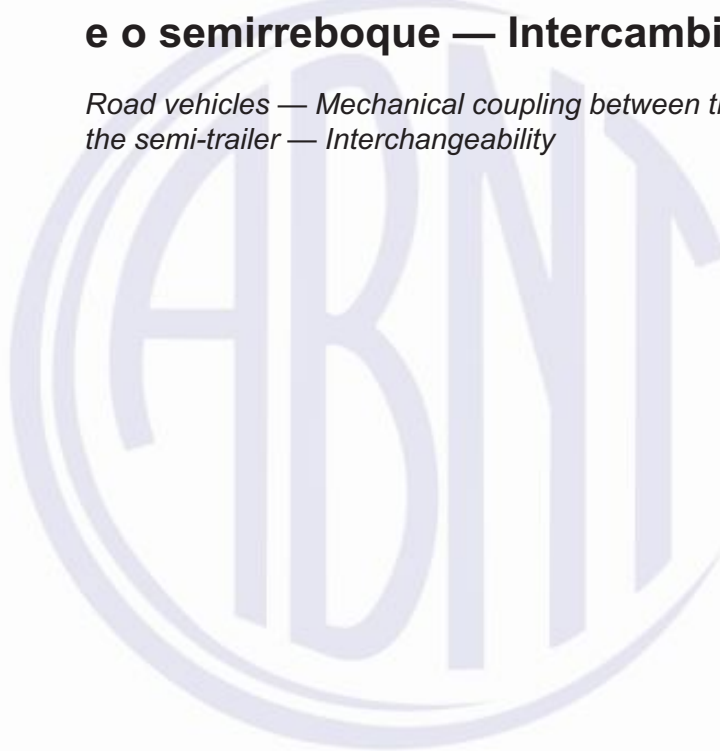 e o semirreboque — Intercambi
Road vehicles — Mechanical coupling between t
the semi-trailer — Interchangeability
ABNT